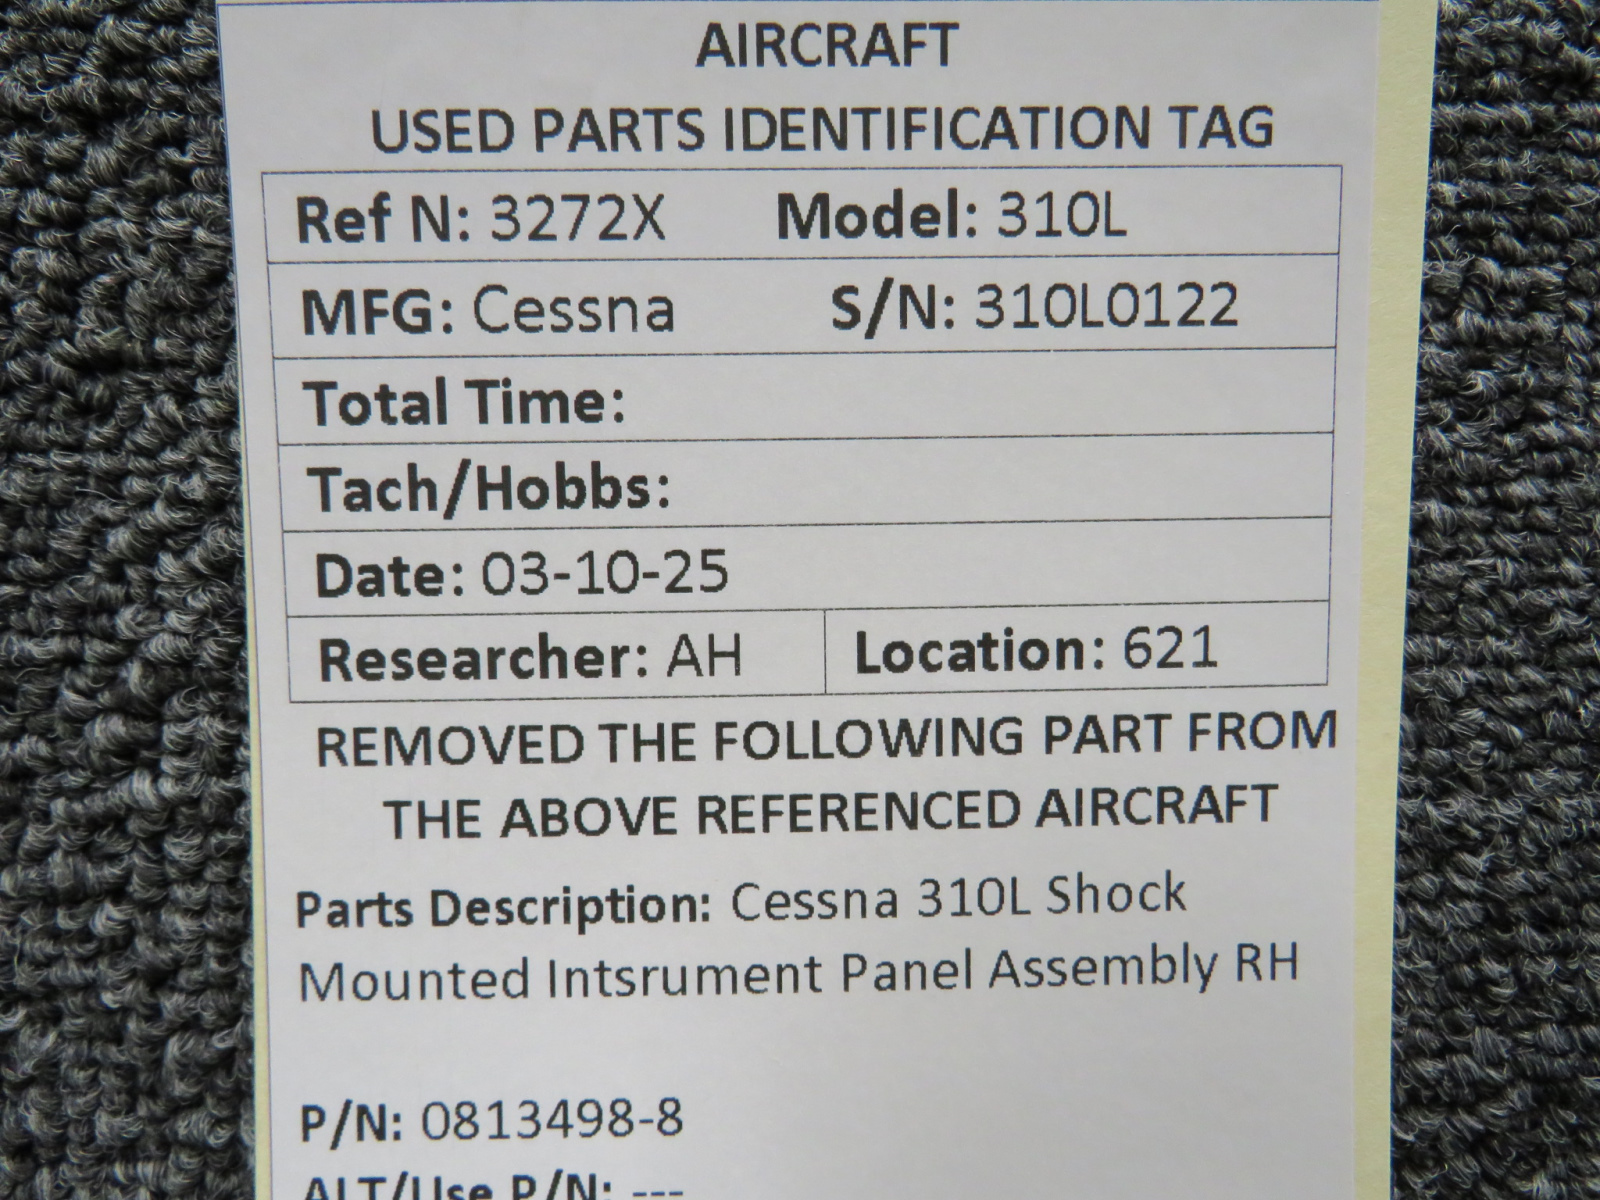 AIRCRAFT
USED PARTS IDENTIFICATION TAG
Ref N: 3272X Model: 310L
MFG: Cessna S/N: 310L0122
Total Time:
Tach/Hobbs:
Date: 03-10-25
Researcher: AH Location: 621
REMOVED THE FOLLOWING PART FROM
THE ABOVE REFERENCED AIRCRAFT
Parts Description: Cessna 310L Shock
Mounted Intsrument Panel Assembly RH
P/N: 0813498-8
ALT/Use P/N: ---